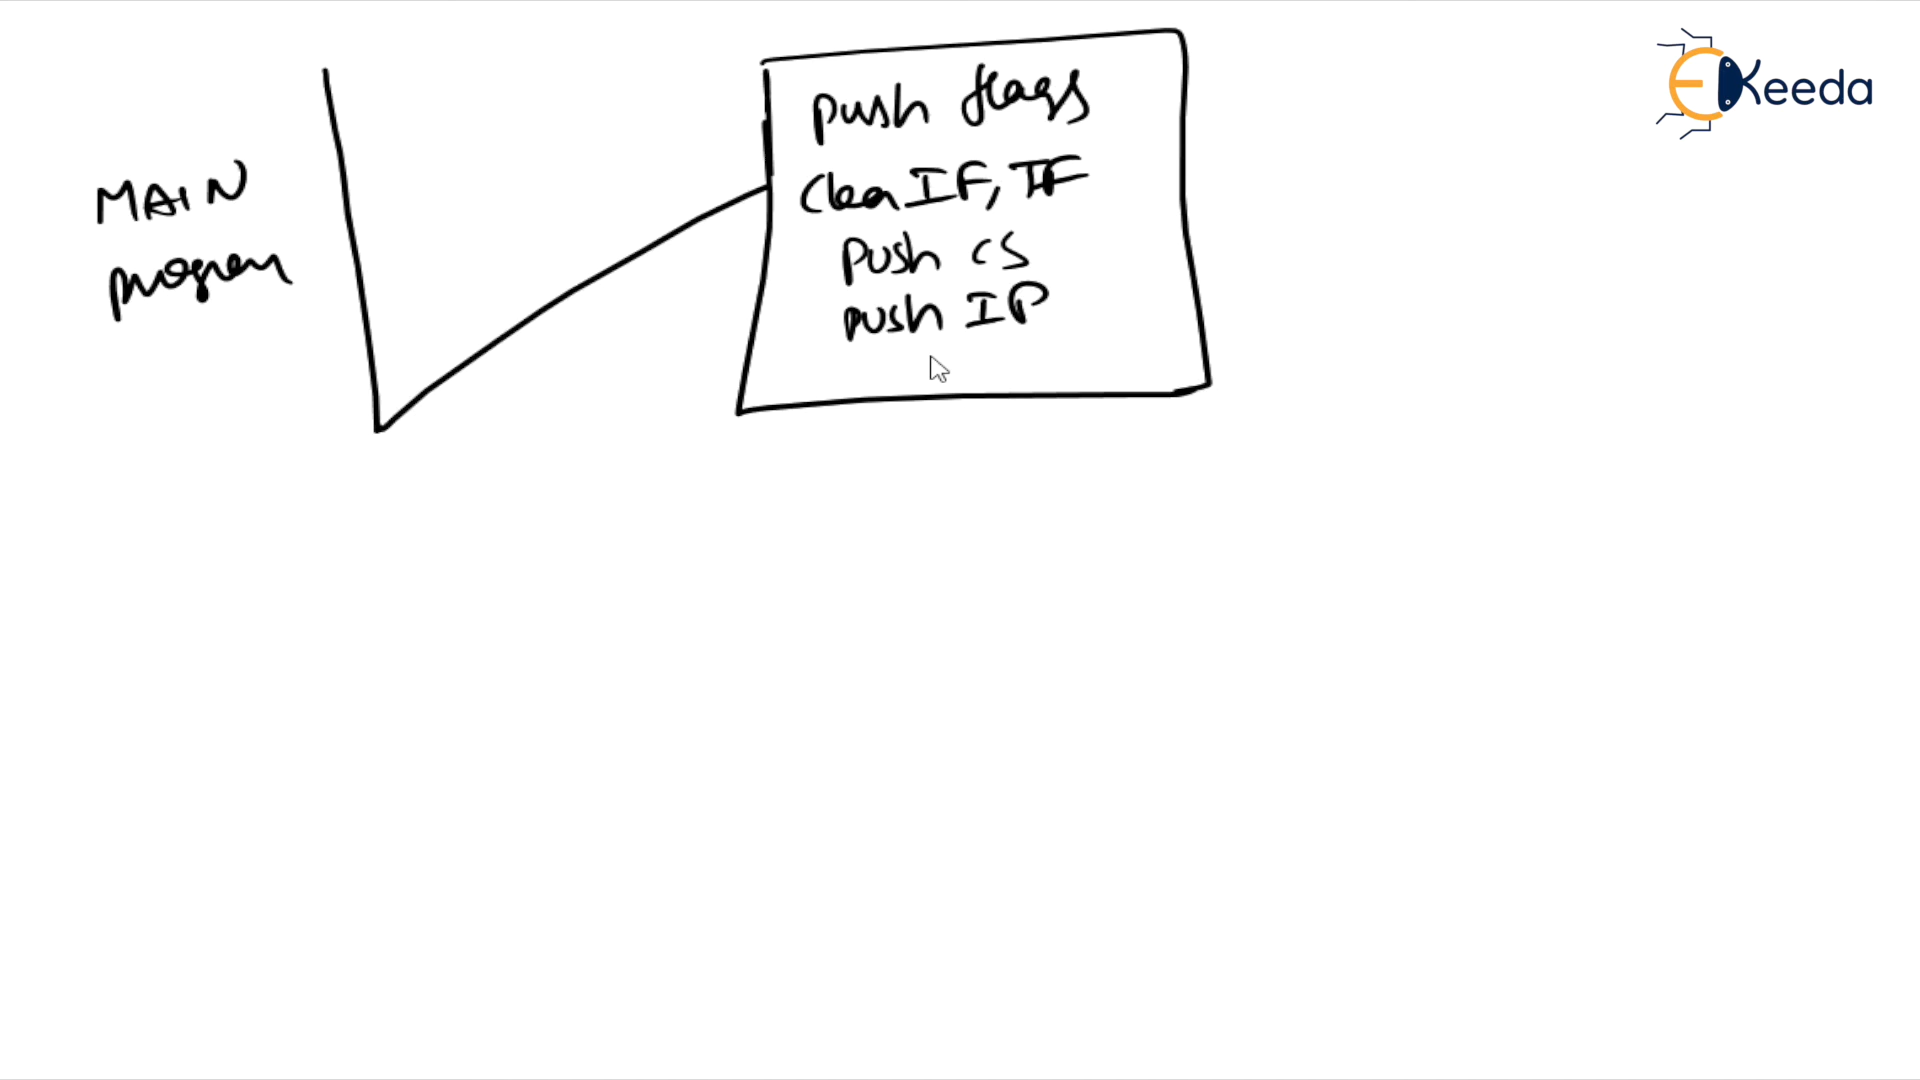 MAIN
program
push flags
Clear IF, TF
push CS
push IP
EKeeda